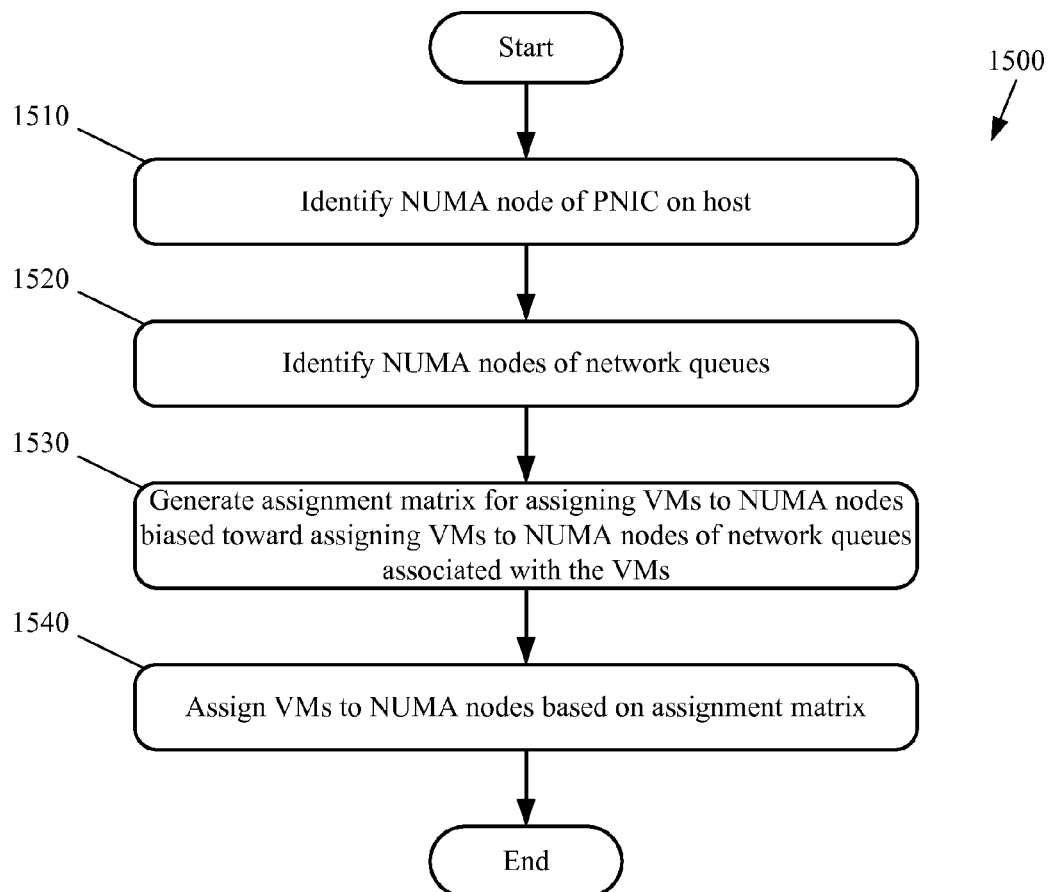 Start
1500
1510
Identify NUMA node of PNIC on host
1520
Identify NUMA nodes of network queues
1530
Generate assignment matrix for assigning VMs to NUMA nodes
biased toward assigning VMs to NUMA nodes of network queues
associated with the VMs
1540
Assign VMs to NUMA nodes based on assignment matrix
End